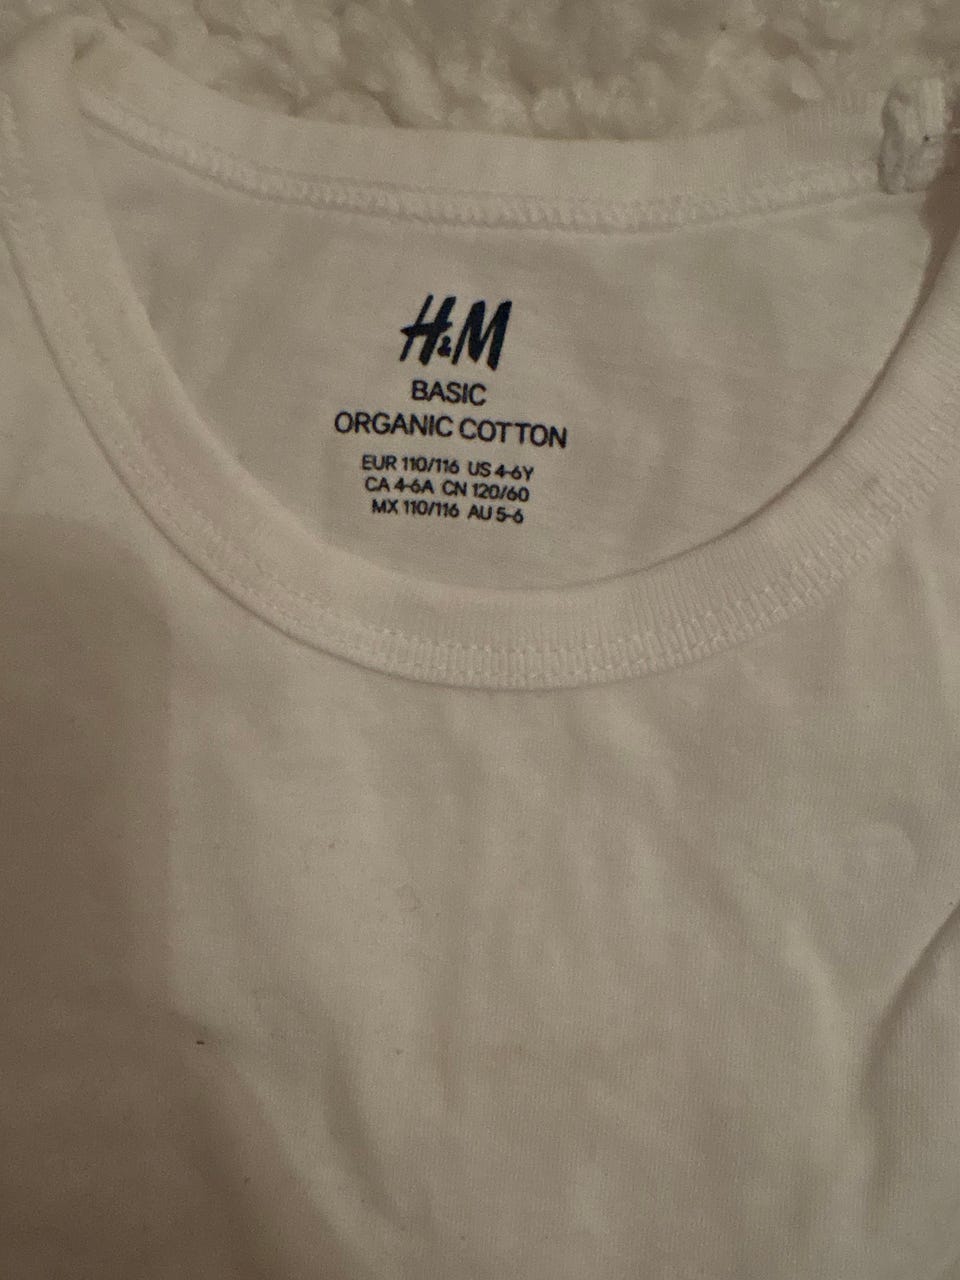 H&M
BASIC
ORGANIC COTTON
EUR 110/116 US 4-6Y
CA 4-6A CN 120/60
MX 110/116 AU 5-6